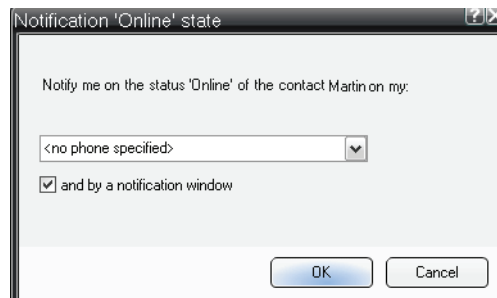 Notification 'Online' state
Notify me on the status 'Online' of the contact Martin on my:
<no phone specified>
and by a notification window
OK Cancel